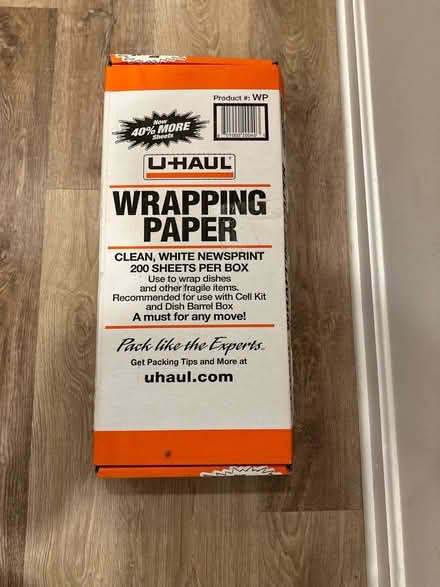 Product #: WP
Now
40% MORE
Sheets
U-HAUL
WRAPPING
PAPER
CLEAN, WHITE NEWSPRINT
200 SHEETS PER BOX
Use to wrap dishes
and other fragile items.
Recommended for use with Cell Kit
and Dish Barrel Box
A must for any move!
Pack like the Experts
Get Packing Tips and More at
uhaul.com